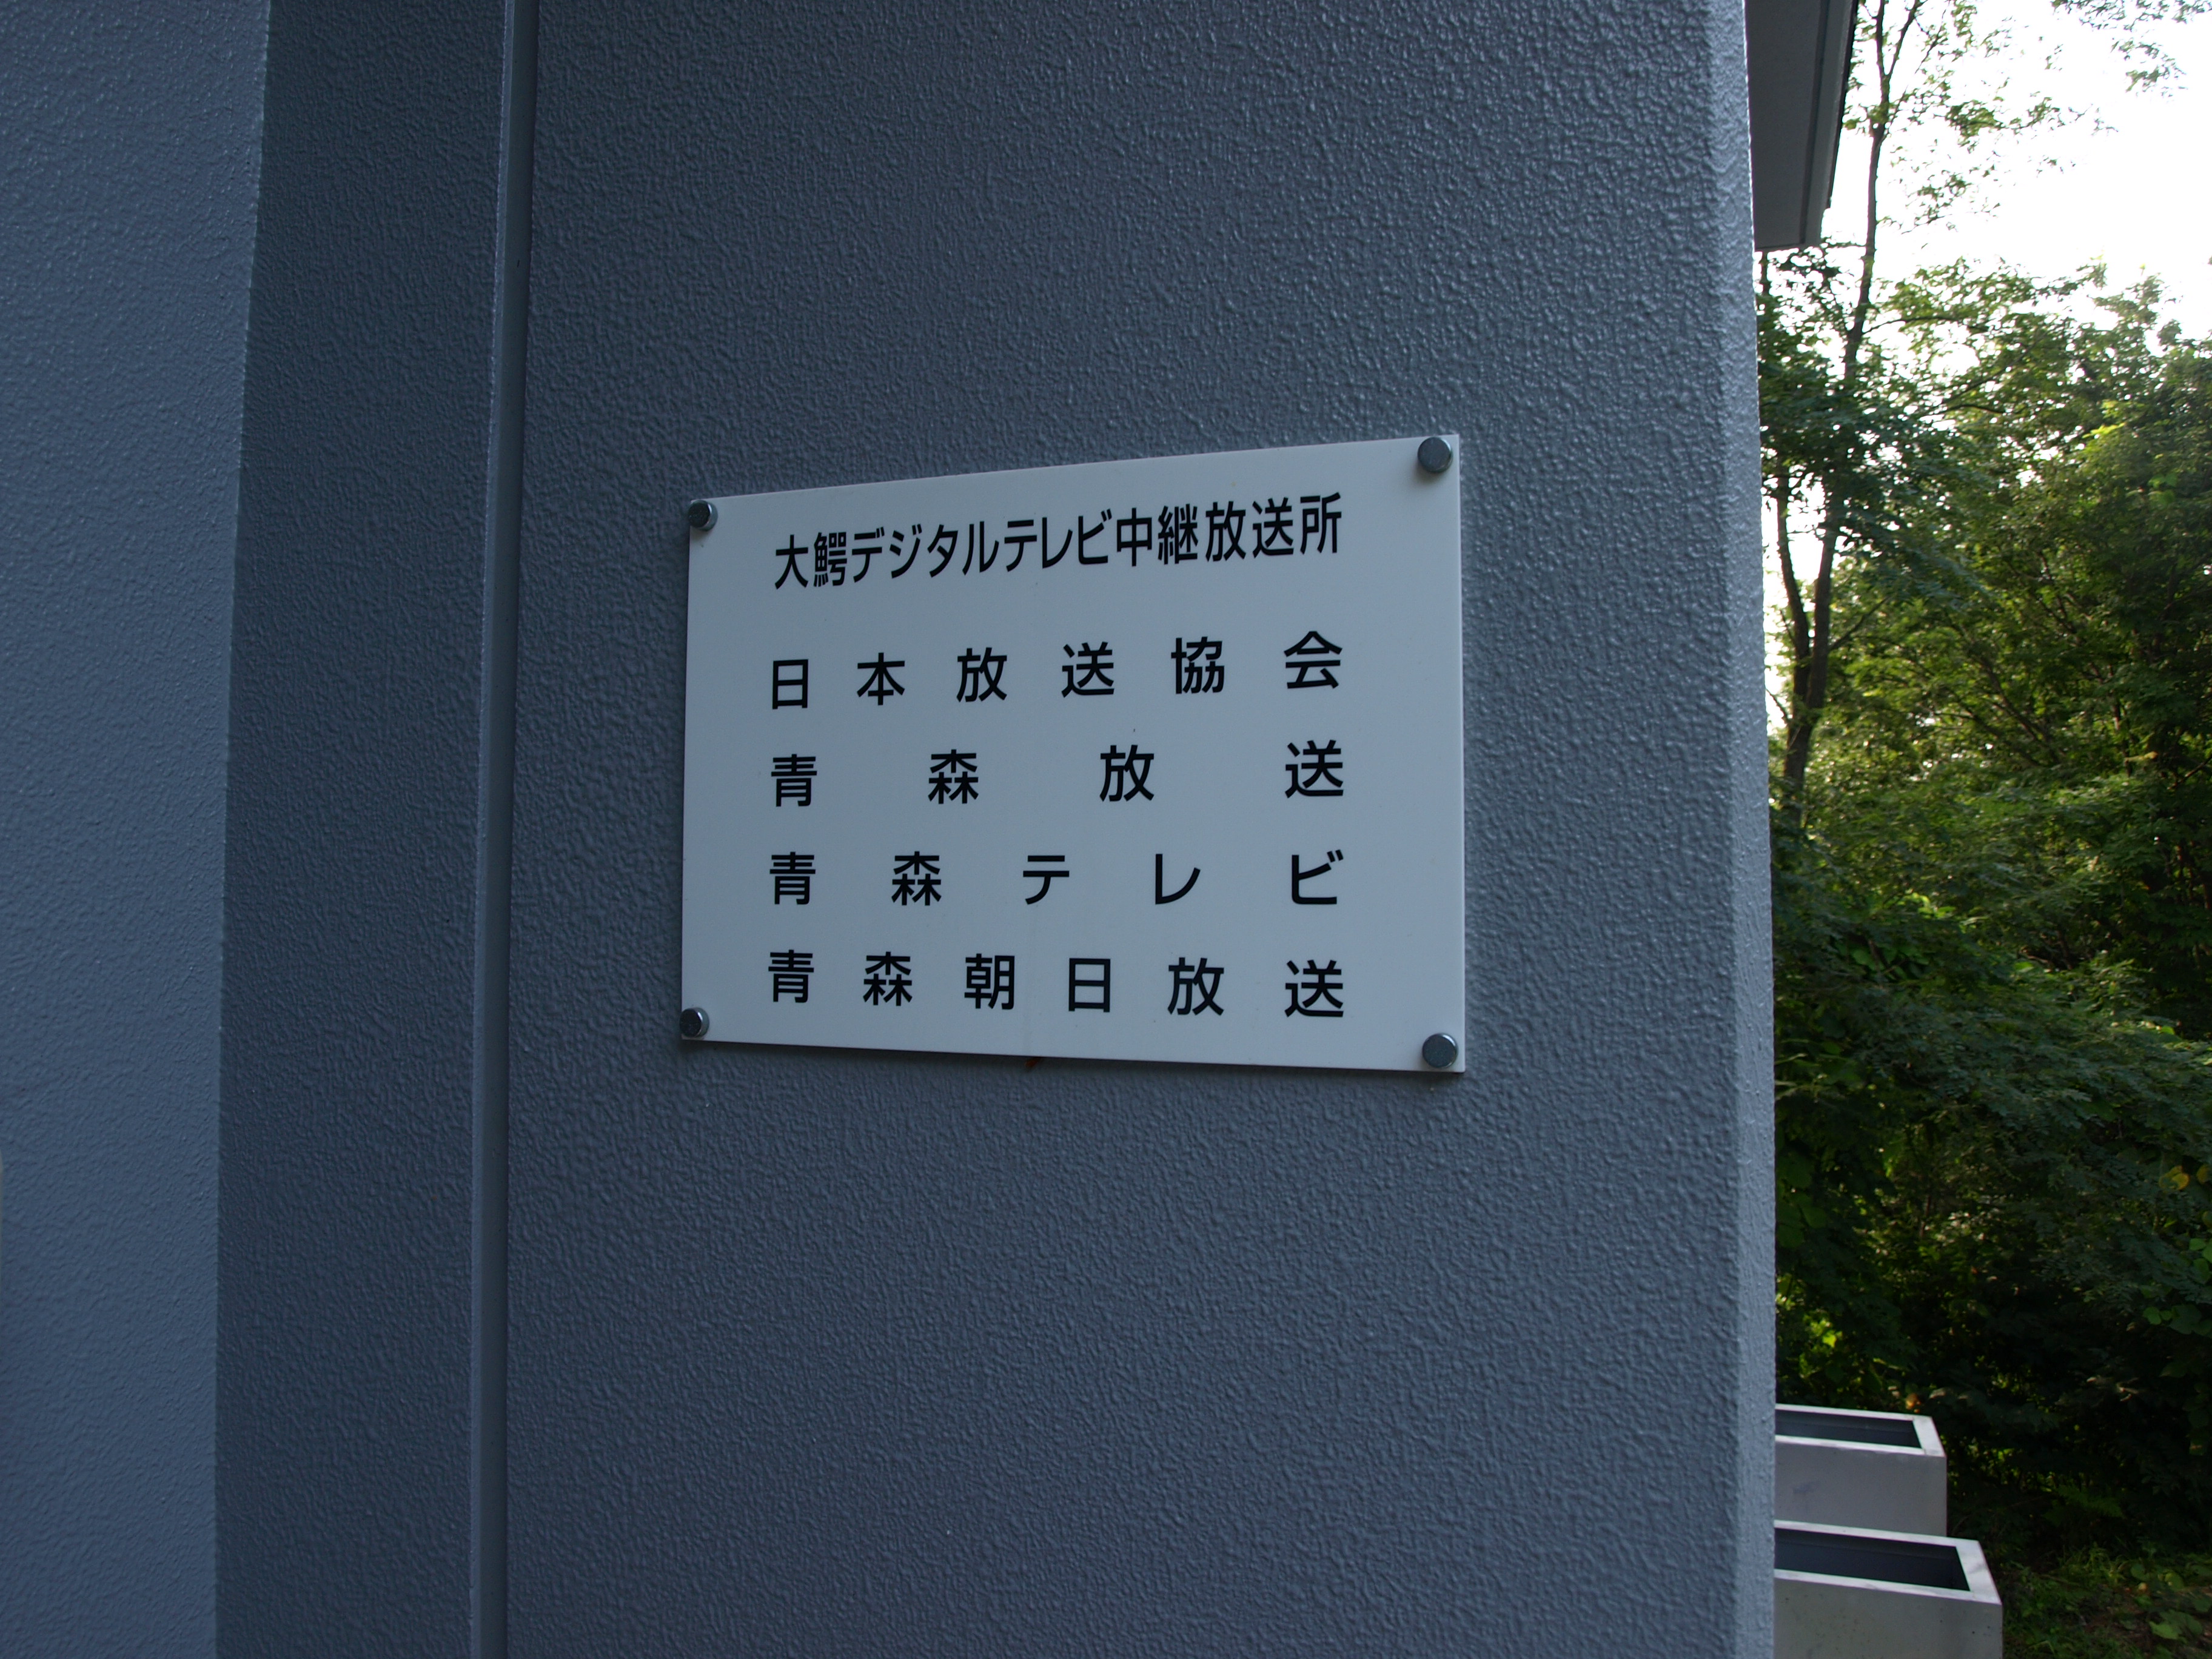 大鰐デジタルテレビ中継放送所
日本放送協会
青森放送
青森テレビ
青森朝日放送